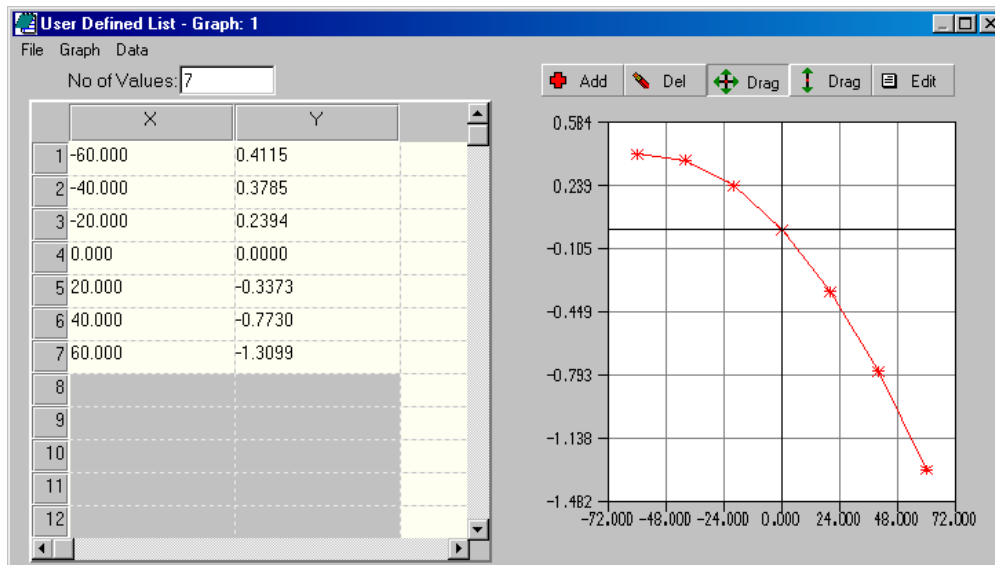 User Defined List - Graph: 1
File Graph Data
No of Values: 7
Add Del Drag Drag Edit
X Y
1 -60.000 0.4115
2 -40.000 0.3785
3 -20.000 0.2394
4 0.000 0.0000
5 20.000 -0.3373
6 40.000 -0.7730
7 60.000 -1.3099
8
9
10
11
12
0.584
0.239
-0.105
-0.449
-0.793
-1.138
-1.482
-72.000 -48.000 -24.000 0.000 24.000 48.000 72.000